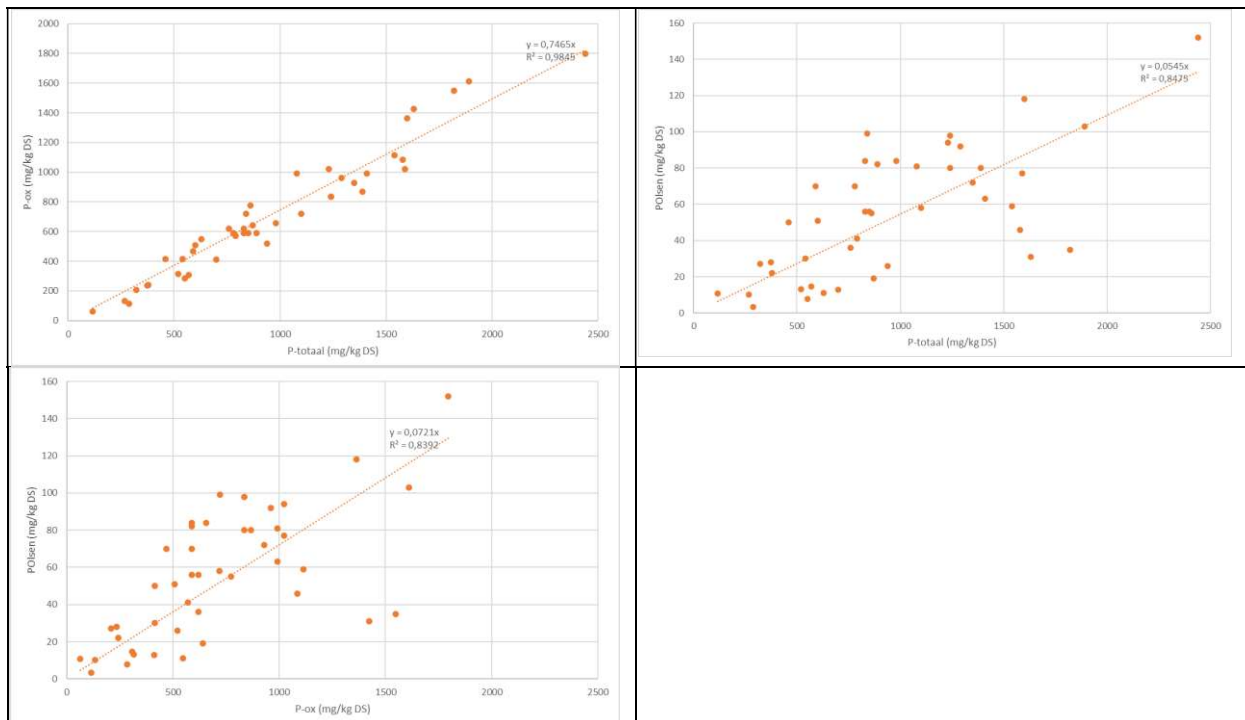 2000
1800
1600
1400
1200
1000
800
600
400
200
0
P-ox (mg/kg DS)
y = 0,7465x
R² = 0,9845
0 500 1000 1500 2000 2500
P-totaal (mg/kg DS)
160
140
120
100
80
60
40
20
0
POlsen (mg/kg DS)
y = 0,0545x
R² = 0,8475
0 500 1000 1500 2000 2500
P-totaal (mg/kg DS)
160
140
120
100
80
60
40
20
0
POlsen (mg/kg DS)
y = 0,0721x
R² = 0,8392
0 500 1000 1500 2000 2500
P-ox (mg/kg DS)